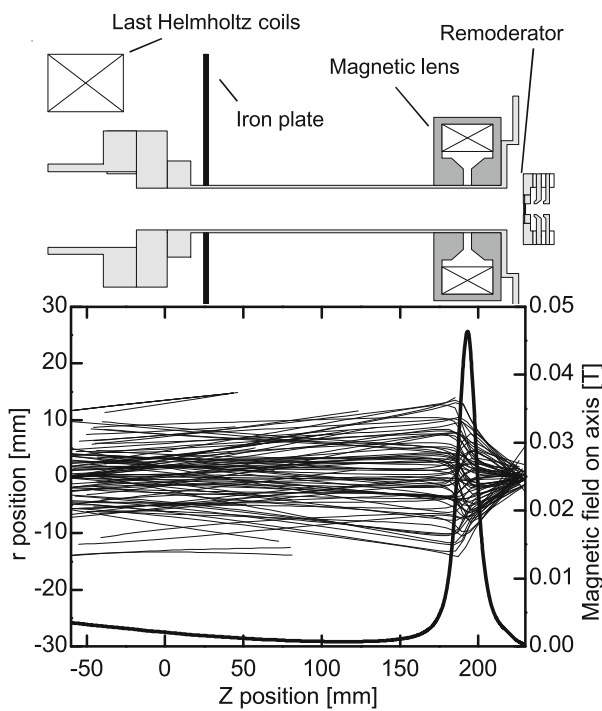 Last Helmholtz coils
Remoderator
Magnetic lens
Iron plate
30
20
10
0
-10
-20
-30
r position [mm]
0.05
0.04
0.03
0.02
0.01
0.00
Magnetic field on axis [T]
-50 0 50 100 150 200
Z position [mm]